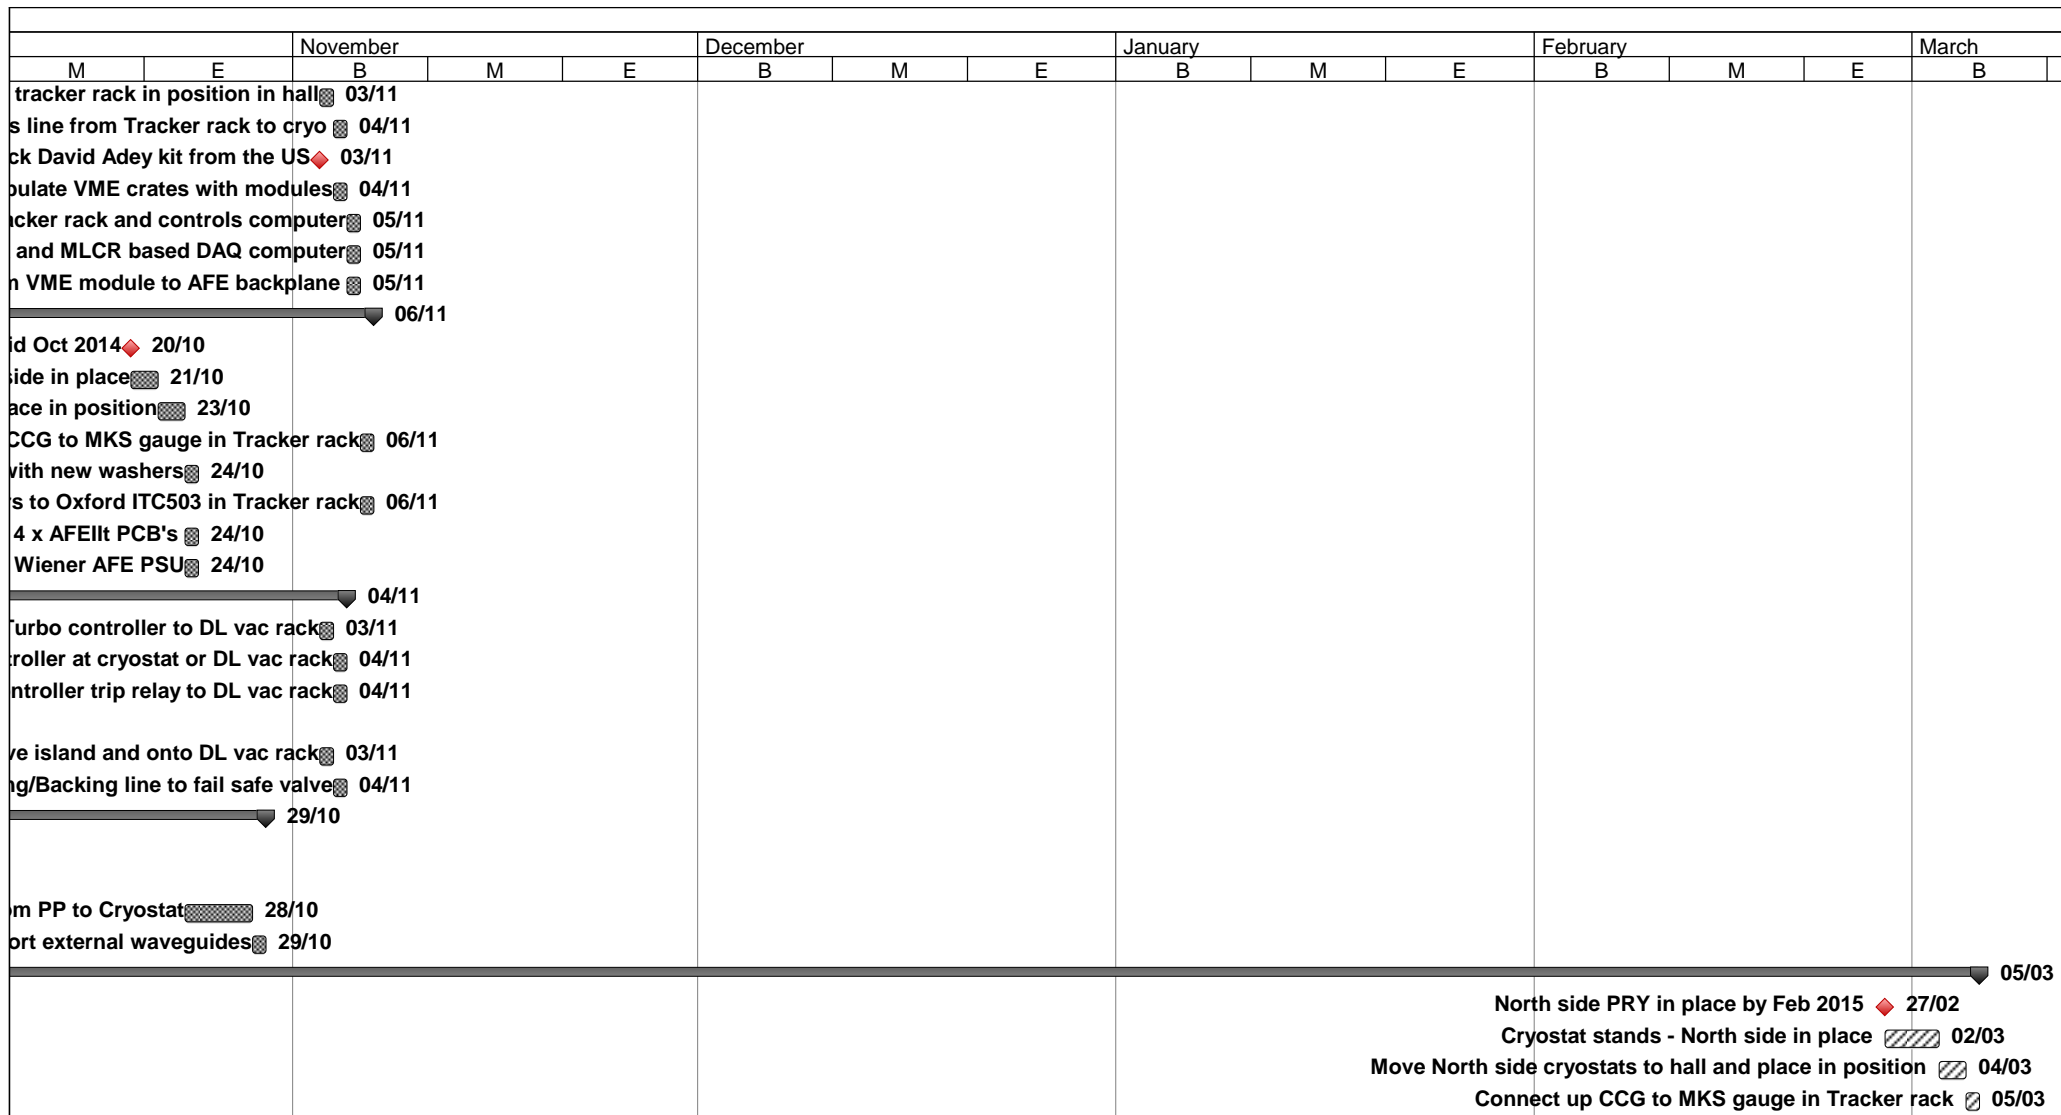 November December January February March
M E B M E B M E B M E B M E B
tracker rack in position in hall 03/11
s line from Tracker rack to cryo 04/11
ck David Adey kit from the US 03/11
pulate VME crates with modules 04/11
acker rack and controls computer 05/11
and MLCR based DAQ computer 05/11
VME module to AFE backplane 05/11
06/11
id Oct 2014 20/10
side in place 21/10
ace in position 23/10
CCG to MKS gauge in Tracker rack 06/11
with new washers 24/10
s to Oxford ITC503 in Tracker rack 06/11
4 x AFEIIt PCB's 24/10
Wiener AFE PSU 24/10
04/11
Turbo controller to DL vac rack 03/11
troller at cryostat or DL vac rack 04/11
ntroller trip relay to DL vac rack 04/11
ve island and onto DL vac rack 03/11
ng/Backing line to fail safe valve 04/11
29/10
om PP to Cryostat 28/10
ort external waveguides 29/10
05/03
North side PRY in place by Feb 2015 27/02
Cryostat stands - North side in place 02/03
Move North side cryostats to hall and place in position 04/03
Connect up CCG to MKS gauge in Tracker rack 05/03